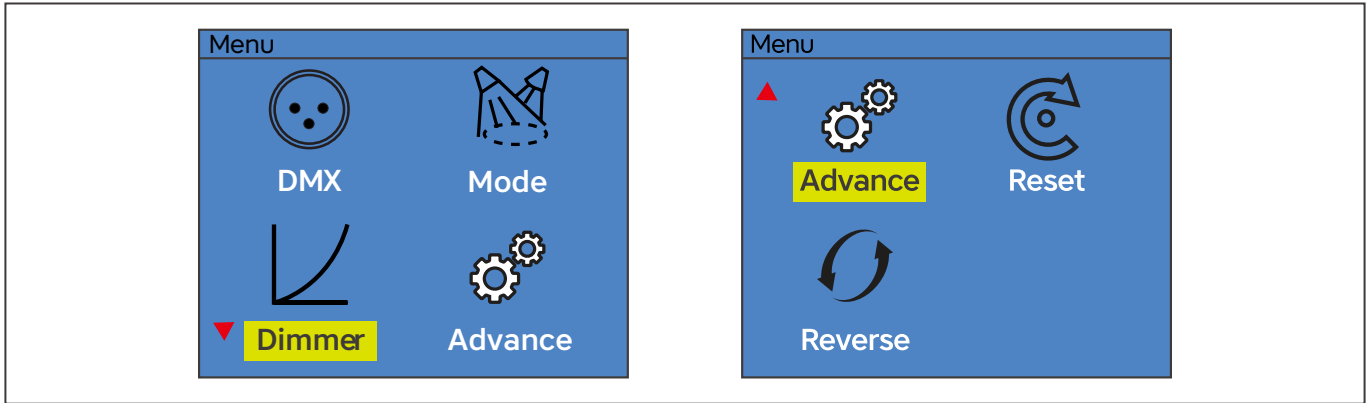 Menu
DMX
Mode
Dimmer
Advance
Menu
Advance
Reset
Reverse